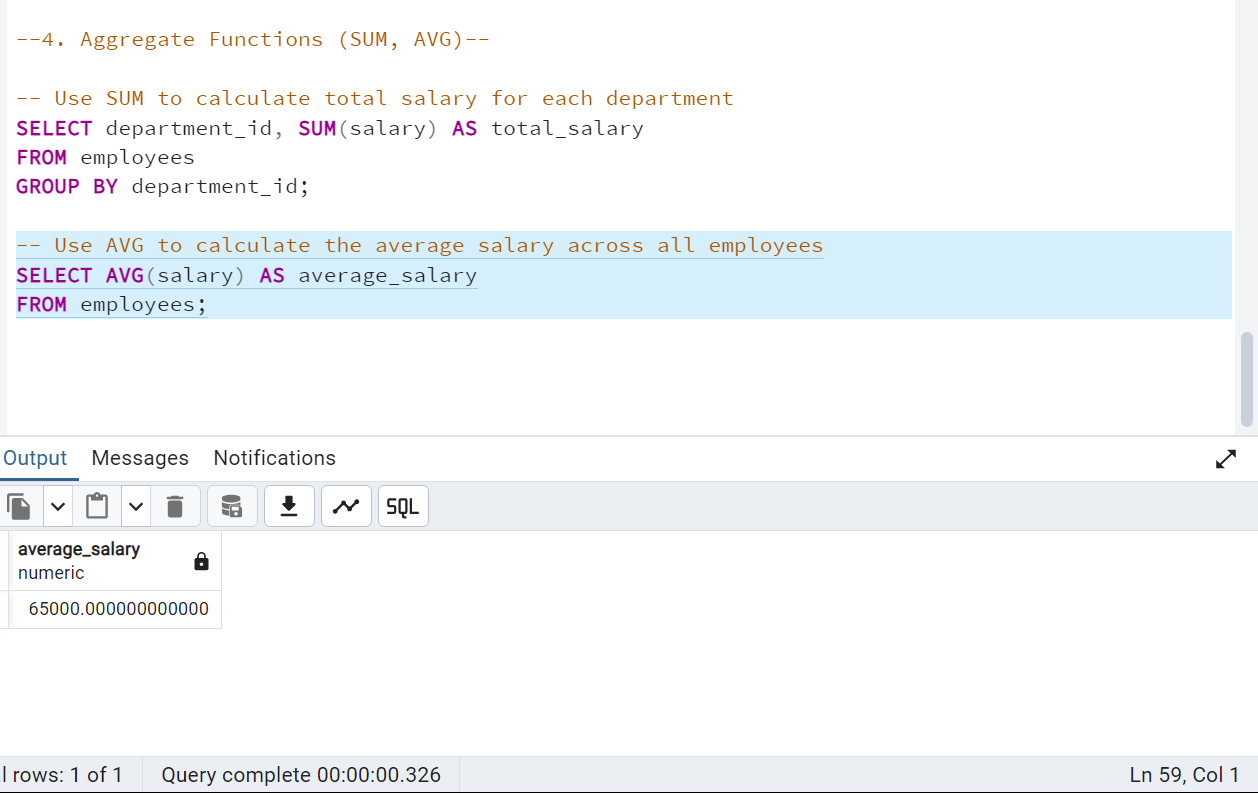 --4. Aggregate Functions (SUM, AVG)--
-- Use SUM to calculate total salary for each department
SELECT department_id, SUM(salary) AS total_salary
FROM employees
GROUP BY department_id;
-- Use AVG to calculate the average salary across all employees
SELECT AVG(salary) AS average_salary
FROM employees;
Output Messages Notifications
SQL
average_salary
numeric
65000.000000000000
rows: 1 of 1 Query complete 00:00:00.326 Ln 59, Col 1